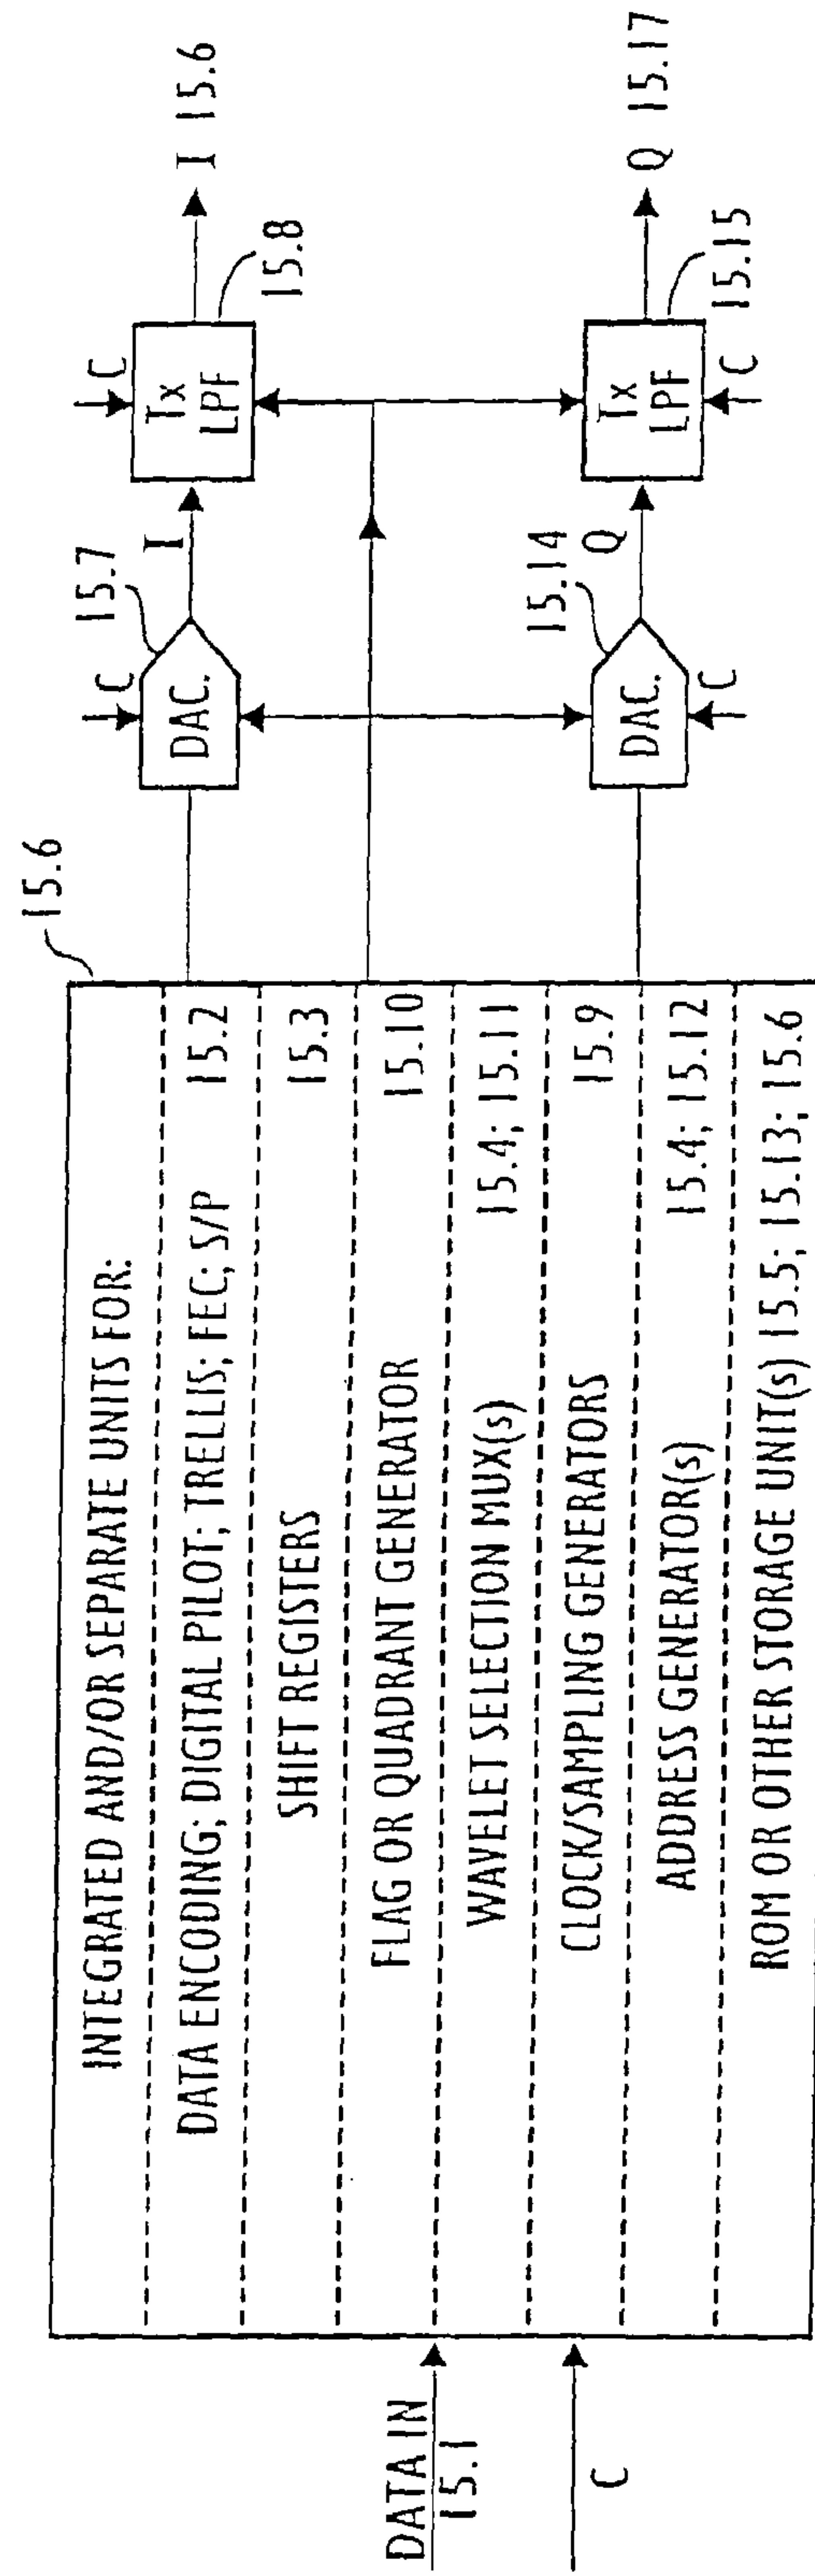 DATA IN
15.1
C
15.6
INTEGRATED AND/OR SEPARATE UNITS FOR:
DATA ENCODING; DIGITAL PILOT; TRELLIS; FEC; S/P 15.2
SHIFT REGISTERS 15.3
FLAG OR QUADRANT GENERATOR 15.10
WAVELET SELECTION MUX(s) 15.4; 15.11
CLOCK/SAMPLING GENERATORS 15.9
ADDRESS GENERATOR(s) 15.4; 15.12
ROM OR OTHER STORAGE UNIT(s) 15.5; 15.13; 15.6
C
15.7
DAC.
I
C
Tx
LPF
15.8
I 15.6
15.14
DAC.
C
Q
Tx
LPF
C
15.15
Q 15.17